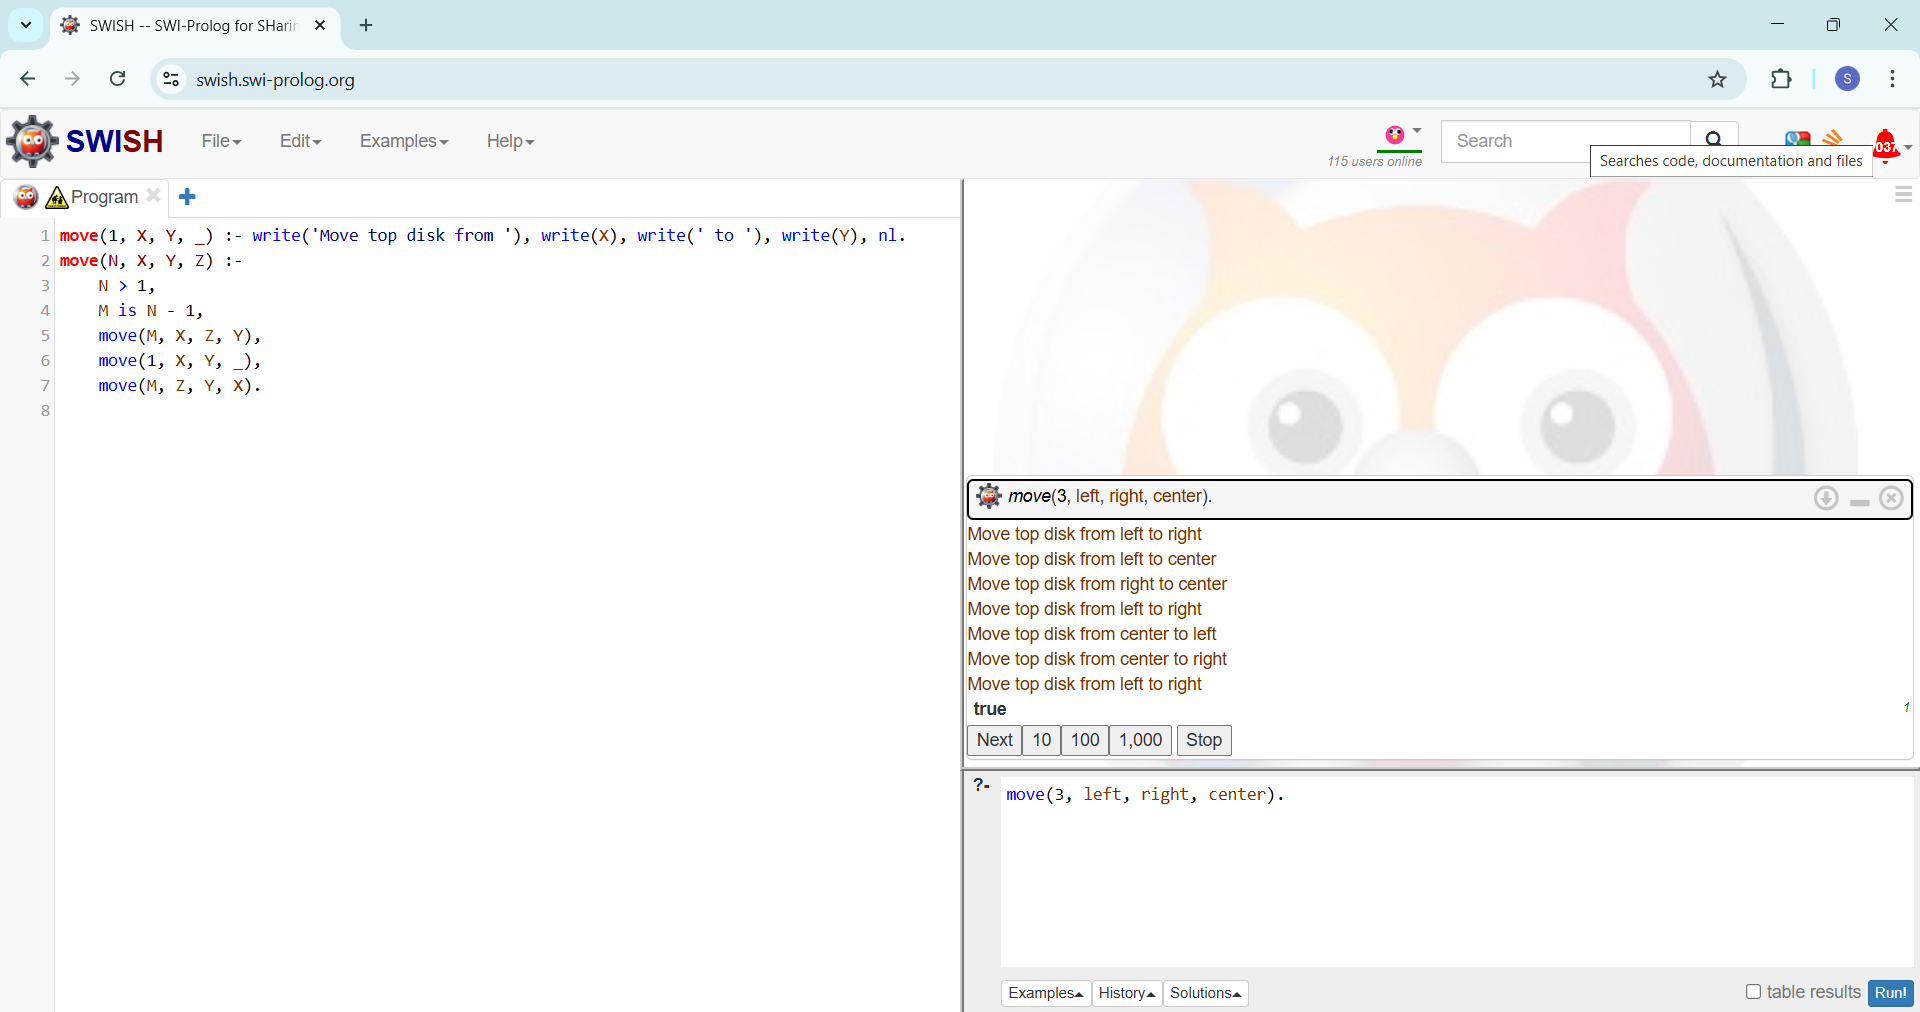 SWISH -- SWI-Prolog for SHarin
swish.swi-prolog.org
S
SWISH
File
Edit
Examples
Help
115 users online
Search
037
Searches code, documentation and files
Program
1 move(1, X, Y, _) :- write('Move top disk from '), write(X), write(' to '), write(Y), nl.
2 move(N, X, Y, Z) :-
3 N > 1,
4 M is N - 1,
5 move(M, X, Z, Y),
6 move(1, X, Y, _),
7 move(M, Z, Y, X).
8
move(3, left, right, center).
Move top disk from left to right
Move top disk from left to center
Move top disk from right to center
Move top disk from left to right
Move top disk from center to left
Move top disk from center to right
Move top disk from left to right
true 1
Next 10 100 1,000 Stop
?- move(3, left, right, center).
Examples History Solutions table results Run!